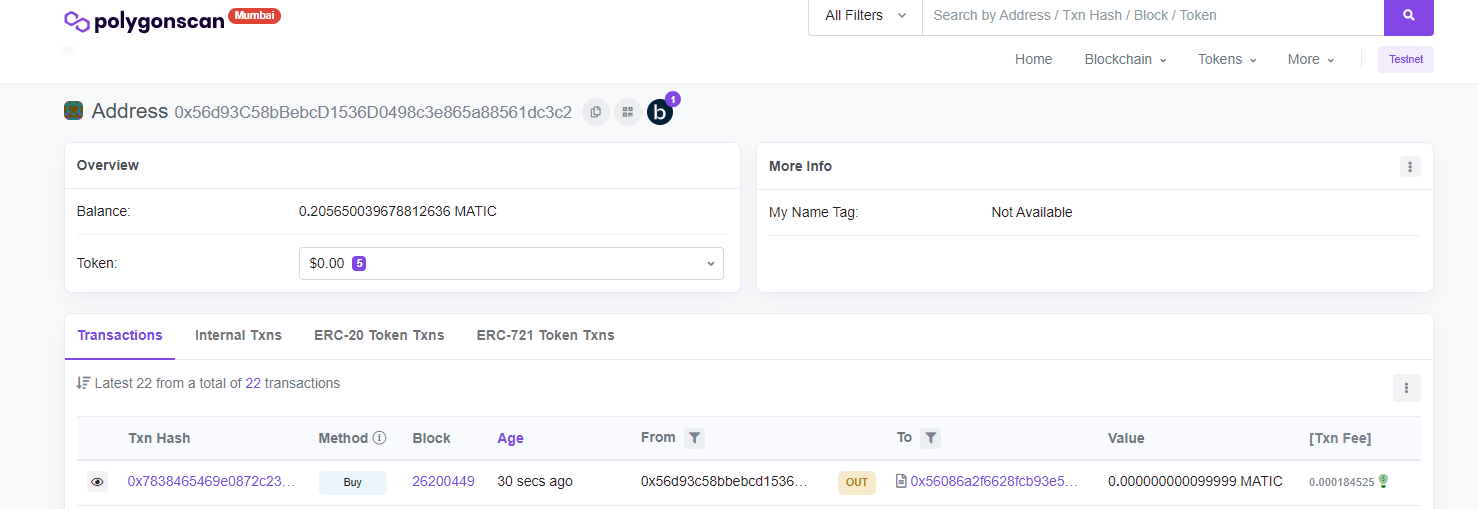 polygonscan Mumbai
All Filters Search by Address / Txn Hash / Block / Token
Home Blockchain Tokens More Testnet
Address 0x56d93C58bBebcD1536D0498c3e865a88561dc3c2 b 1
Overview
Balance: 0.205650039678812636 MATIC
Token: $0.00 5
More Info
My Name Tag: Not Available
Transactions Internal Txns ERC-20 Token Txns ERC-721 Token Txns
Latest 22 from a total of 22 transactions
Txn Hash Method Block Age From To Value [Txn Fee]
0x7838465469e0872c23... Buy 26200449 30 secs ago 0x56d93c58bbebcd1536... OUT 0x56086a2f6628fcb93e5... 0.000000000099999 MATIC 0.000184525